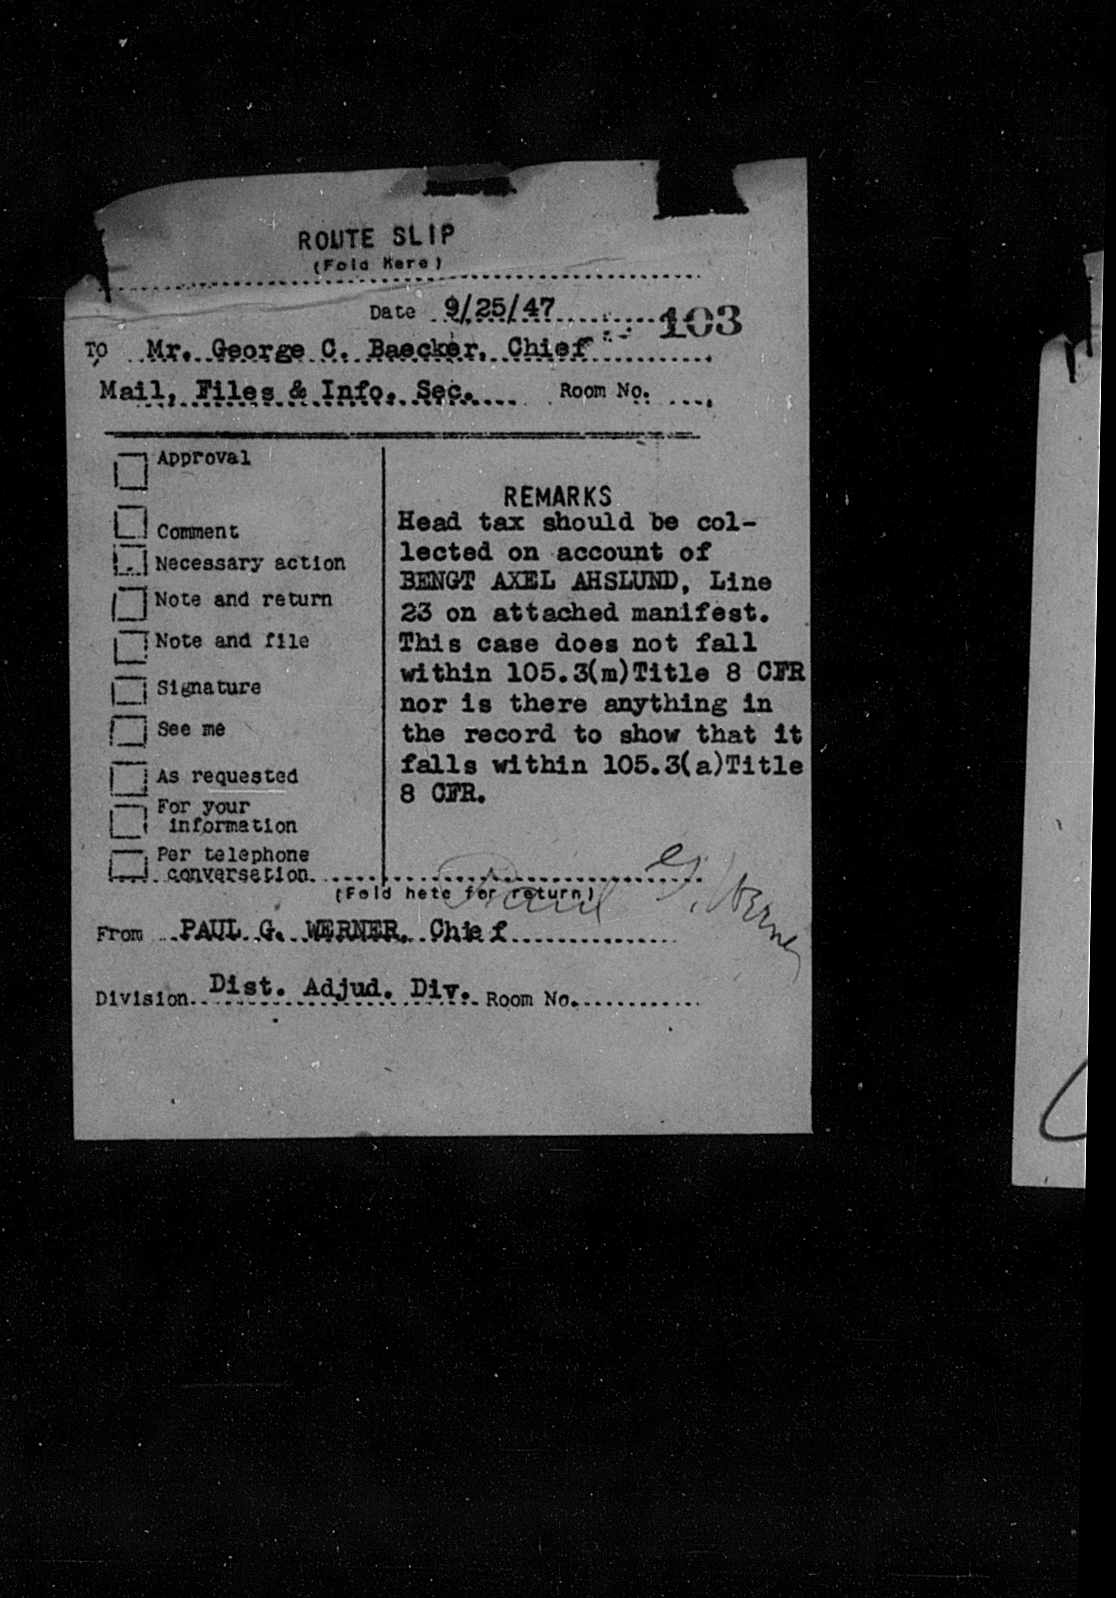 ROUTE SLIP
(Fold Here)
Date 9/25/47
103
To Mr. George C. Baecker, Chief
Mail, Files & Info. Sec. Room No.
Approval
Comment
Necessary action
Note and return
Note and file
Signature
See me
As requested
For your
information
Per telephone
conversation
REMARKS
Head tax should be col-
lected on account of
BENGT AXEL AHSLUND, Line
23 on attached manifest.
This case does not fall
within 105.3(m)Title 8 CFR
nor is there anything in
the record to show that it
falls within 105.3(a)Title
8 CFR.
(Fold here for return)
Paul G. Werner
From PAUL G. WERNER, Chief
Division Dist. Adjud. Div. Room No.